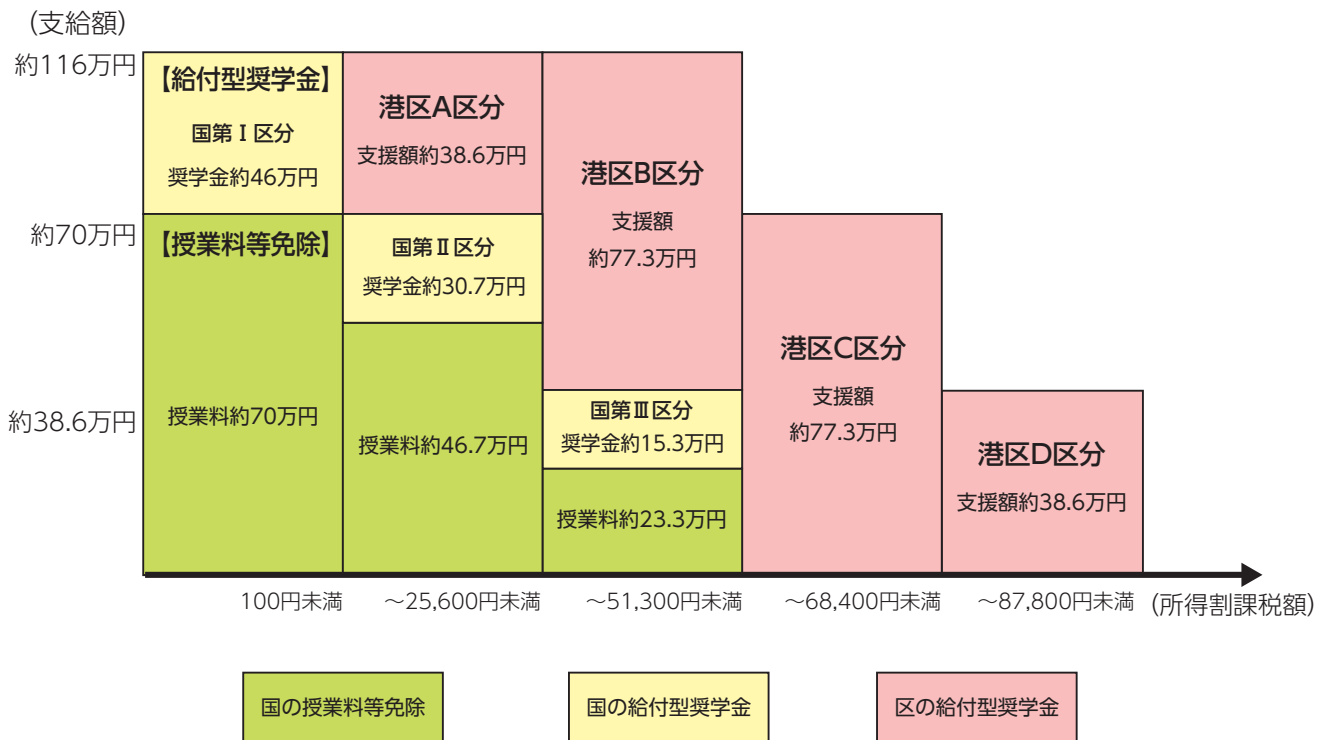 (支給額)
約116万円
【給付型奨学金】
国第Ⅰ区分
奨学金約46万円
港区A区分
支援額約38.6万円
港区B区分
支援額
約77.3万円
約70万円
【授業料等免除】
授業料約70万円
国第Ⅱ区分
奨学金約30.7万円
授業料約46.7万円
港区C区分
支援額
約77.3万円
約38.6万円
国第Ⅲ区分
奨学金約15.3万円
授業料約23.3万円
港区D区分
支援額約38.6万円
100円未満
～25,600円未満
～51,300円未満
～68,400円未満
～87,800円未満
(所得割課税額)
国の授業料等免除
国の給付型奨学金
区の給付型奨学金